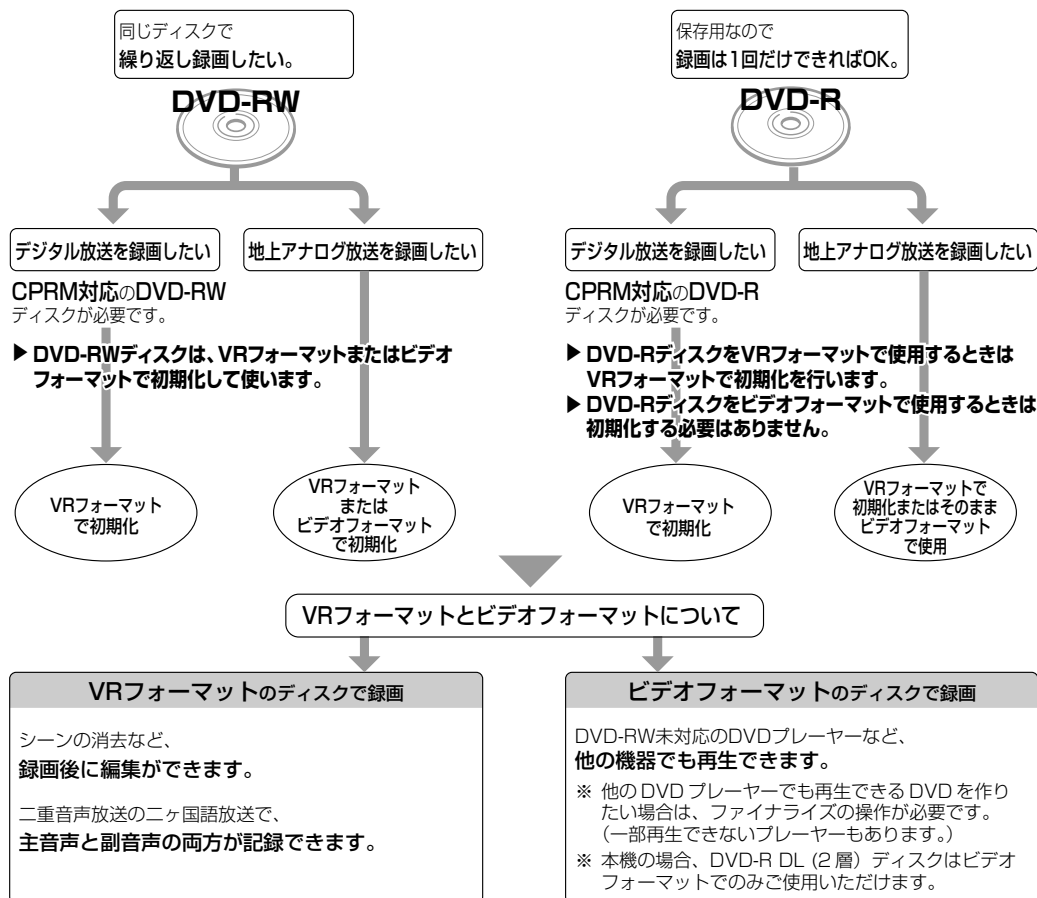 同じディスクで
繰り返し録画したい。
DVD-RW
デジタル放送を録画したい
地上アナログ放送を録画したい
CPRM対応のDVD-RW
ディスクが必要です。
▶ DVD-RWディスクは、VRフォーマットまたはビデオ
フォーマットで初期化して使います。
VRフォーマット
で初期化
VRフォーマット
または
ビデオフォーマット
で初期化
保存用なので
録画は1回だけできればOK。
DVD-R
デジタル放送を録画したい
地上アナログ放送を録画したい
CPRM対応のDVD-R
ディスクが必要です。
▶ DVD-RディスクをVRフォーマットで使用するときは
VRフォーマットで初期化を行います。
▶ DVD-Rディスクをビデオフォーマットで使用するときは
初期化する必要はありません。
VRフォーマット
で初期化
VRフォーマットで
初期化またはそのまま
ビデオフォーマット
で使用
VRフォーマットとビデオフォーマットについて
VRフォーマットのディスクで録画
シーンの消去など、
録画後に編集ができます。
二重音声放送の二ヶ国語放送で、
主音声と副音声の両方が記録できます。
ビデオフォーマットのディスクで録画
DVD-RW未対応のDVDプレーヤーなど、
他の機器でも再生できます。
※ 他の DVD プレーヤーでも再生できる DVD を作り
たい場合は、ファイナライズの操作が必要です。
（一部再生できないプレーヤーもあります。）
※ 本機の場合、DVD-R DL (2 層）ディスクはビデオ
フォーマットでのみご使用いただけます。